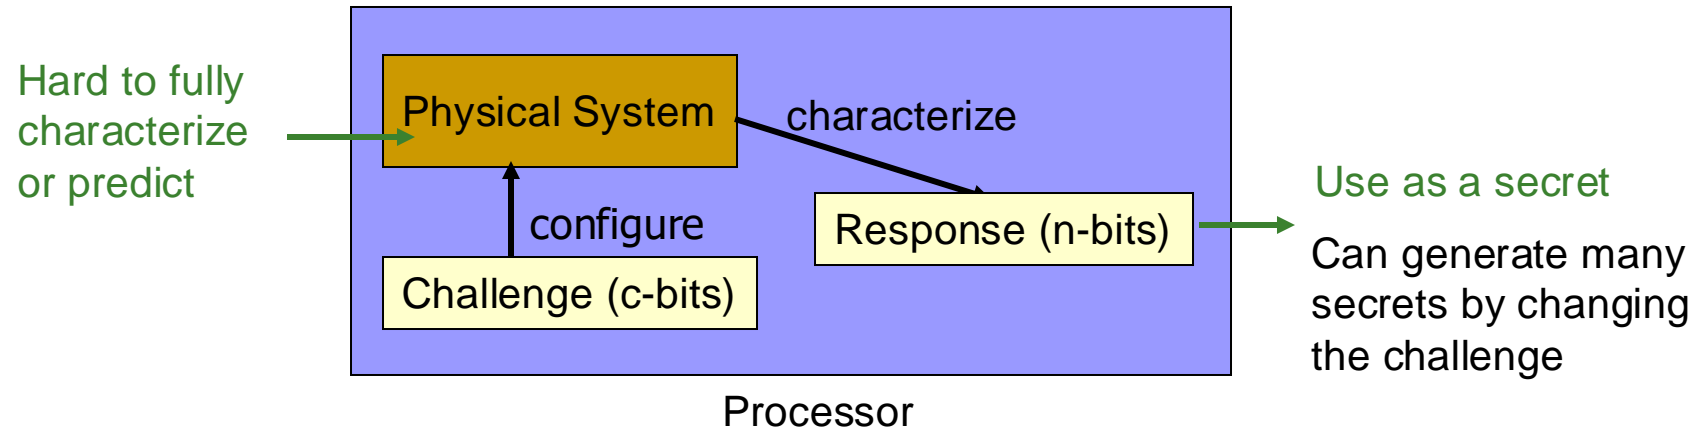 Hard to fully
characterize
or predict
Physical System
characterize
configure
Challenge (c-bits)
Response (n-bits)
Use as a secret
Can generate many
secrets by changing
the challenge
Processor